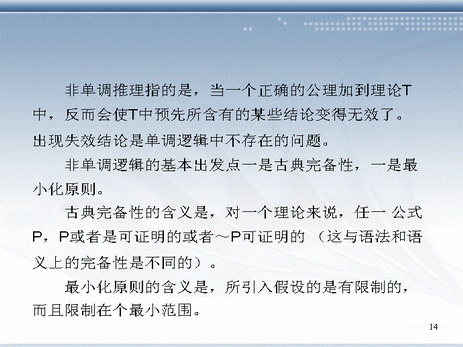 非单调推理指的是，当一个正确的公理加到理论T
中，反而会使T中预先所含有的某些结论变得无效了。
出现失效结论是单调逻辑中不存在的问题。
非单调逻辑的基本出发点一是古典完备性，一是最
小化原则。
古典完备性的含义是，对一个理论来说，任一 公式
P，P或者是可证明的或者～P可证明的 （这与语法和语
义上的完备性是不同的）。
最小化原则的含义是，所引入假设的是有限制的，
而且限制在个最小范围。
14